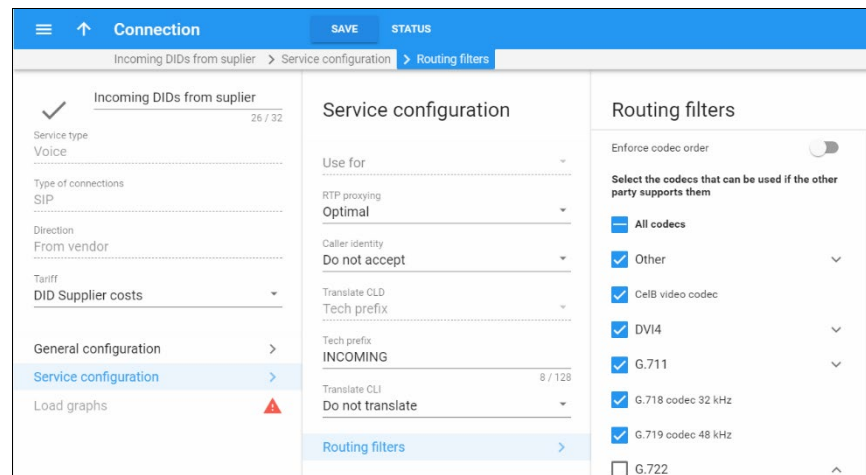 Connection
SAVE
STATUS
Incoming DIDs from suplier > Service configuration > Routing filters
Incoming DIDs from suplier
26 / 32
Service type
Voice
Type of connections
SIP
Direction
From vendor
Tariff
DID Supplier costs
General configuration
Service configuration
Load graphs
Service configuration
Use for
RTP proxying
Optimal
Caller identity
Do not accept
Translate CLD
Tech prefix
Tech prefix
INCOMING
8 / 128
Translate CLI
Do not translate
Routing filters
Routing filters
Enforce codec order
Select the codecs that can be used if the other
party supports them
All codecs
Other
CelB video codec
DVI4
G.711
G.718 codec 32 kHz
G.719 codec 48 kHz
G.722